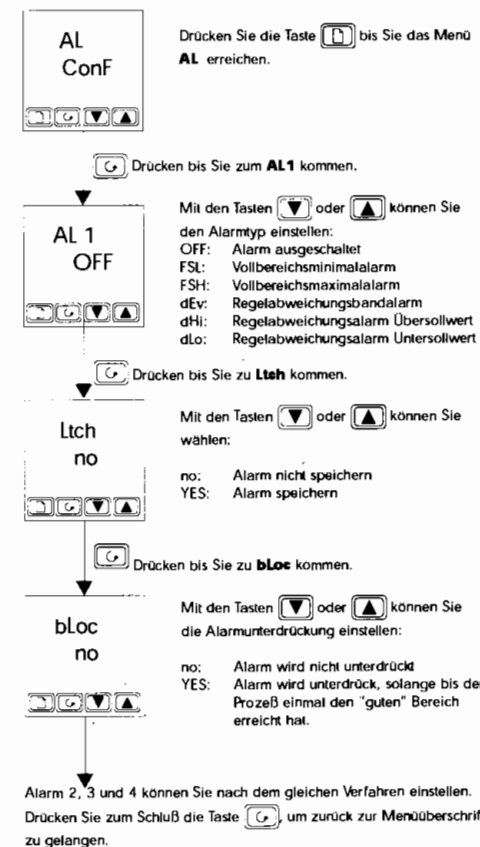 AL
ConF
Drücken Sie die Taste bis Sie das Menü
AL erreichen.
Drücken bis Sie zum AL1 kommen.
AL 1
OFF
Mit den Tasten oder können Sie
den Alarmtyp einstellen:
OFF: Alarm ausgeschaltet
FSL: Vollbereichsminimalalarm
FSH: Vollbereichsmaximalalarm
dEv: Regelabweichungsbandalarm
dHi: Regelabweichungsalarm Übersollwert
dLo: Regelabweichungsalarm Untersollwert
Drücken bis Sie zu Ltch kommen.
Ltch
no
Mit den Tasten oder können Sie
wählen:
no: Alarm nicht speichern
YES: Alarm speichern
Drücken bis Sie zu bLoc kommen.
bLoc
no
Mit den Tasten oder können Sie
die Alarmunterdrückung einstellen:
no: Alarm wird nicht unterdrückt
YES: Alarm wird unterdrück, solange bis de
Prozeß einmal den "guten" Bereich
erreicht hat.
Alarm 2, 3 und 4 können Sie nach dem gleichen Verfahren einstellen.
Drücken Sie zum Schluß die Taste , um zurück zur Menüüberschrif
zu gelangen.